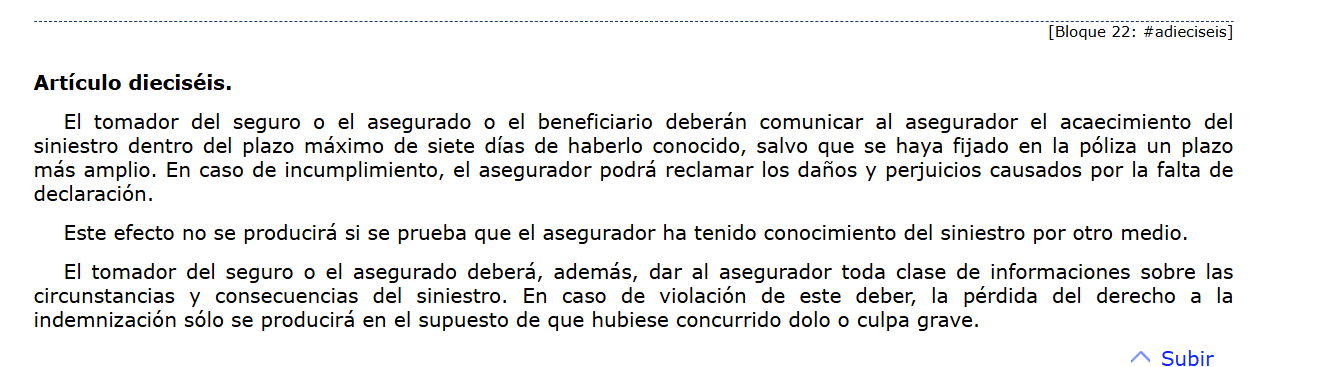 [Bloque 22: #adieciseis]
Artículo dieciséis.
El tomador del seguro o el asegurado o el beneficiario deberán comunicar al asegurador el acaecimiento del
siniestro dentro del plazo máximo de siete días de haberlo conocido, salvo que se haya fijado en la póliza un plazo
más amplio. En caso de incumplimiento, el asegurador podrá reclamar los daños y perjuicios causados por la falta de
declaración.
Este efecto no se producirá si se prueba que el asegurador ha tenido conocimiento del siniestro por otro medio.
El tomador del seguro o el asegurado deberá, además, dar al asegurador toda clase de informaciones sobre las
circunstancias y consecuencias del siniestro. En caso de violación de este deber, la pérdida del derecho a la
indemnización sólo se producirá en el supuesto de que hubiese concurrido dolo o culpa grave.
Subir